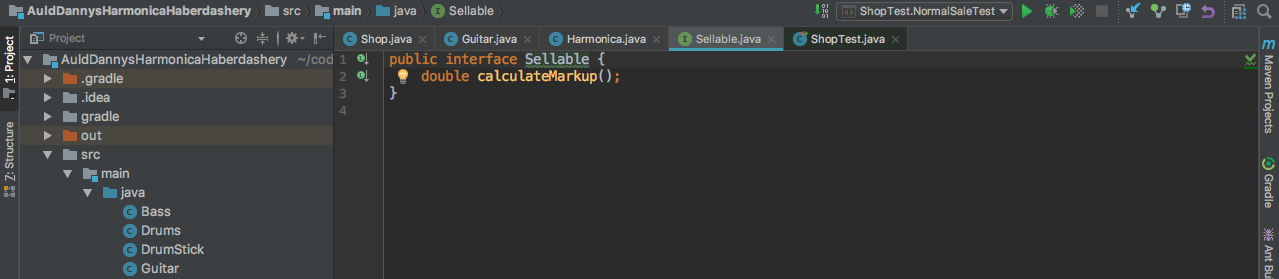 AuldDannysHarmonicaHaberdashery src main java Sellable
ShopTest.NormalSaleTest
1: Project
Z: Structure
Project
AuldDannysHarmonicaHaberdashery ~/cod
.gradle
.idea
gradle
out
src
main
java
Bass
Drums
DrumStick
Guitar
Shop.java Guitar.java Harmonica.java Sellable.java ShopTest.java
1 public interface Sellable {
2 double calculateMarkup();
3 }
4
Maven Projects
Gradle
Ant Bu